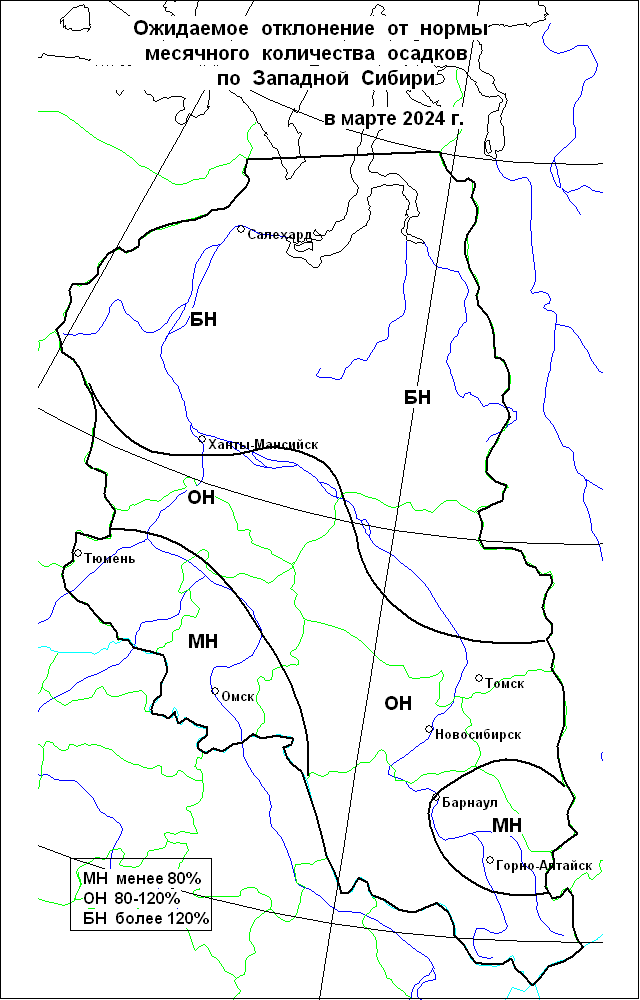 Ожидаемое отклонение от нормы
месячного количества осадков
по Западной Сибири
в марте 2024 г.
Салехард
БН
БН
Ханты-Мансийск
ОН
Тюмень
МН
Томск
Омск
ОН
Новосибирск
Барнаул
МН
Горно-Алтайск
МН менее 80%
ОН 80-120%
БН более 120%